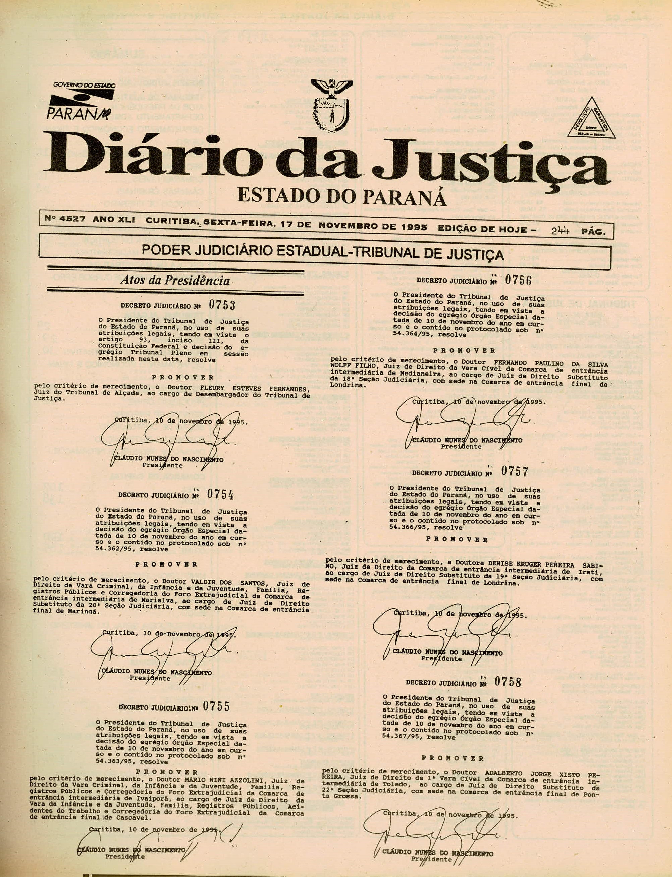 GOVERNO DO ESTADO
PARANÁ
Diário da Justiça
ESTADO DO PARANÁ
Nº 4527 ANO XLI CURITIBA, SEXTA-FEIRA, 17 DE NOVEMBRO DE 1995 EDIÇÃO DE HOJE - 244 PÁG.
PODER JUDICIÁRIO ESTADUAL-TRIBUNAL DE JUSTIÇA
Atos da Presidência
DECRETO JUDICIÁRIO Nº 0753
O Presidente do Tribunal de Justiça
do Estado do Paraná, no uso de suas
atribuições legais, tendo em vista o
artigo 93, inciso III, da
Constituição Federal e decisão do e-
grégio Tribunal Pleno em sessão
realizada nesta data, resolve
P R O M O V E R
pelo critério de merecimento, o Doutor FLEURY ESTEVES FERNANDES,
Juiz do Tribunal de Alçada, ao cargo de Desembargador do Tribunal de
Justiça.
Curitiba, 10 de novembro de 1995.
CLÁUDIO NUNES DO NASCIMENTO
Presidente
DECRETO JUDICIÁRIO Nº 0754
O Presidente do Tribunal de Justiça
do Estado do Paraná, no uso de suas
atribuições legais, tendo em vista a
decisão do egrégio Órgão Especial da-
tada de 10 de novembro do ano em cur-
so e o contido no protocolado sob nº
54.362/95, resolve
P R O M O V E R
pelo critério de merecimento, o Doutor VALDIR DOS SANTOS, Juiz de
Direito da Vara Criminal, da Infância e da Juventude, Família, Re-
gistros Públicos e Corregedoria do Foro Extrajudicial da Comarca de
entrância intermediária de Marialva, ao cargo de Juiz de Direito
Substituto da 20ª Seção Judiciária, com sede na Comarca de entrância
final de Maringá.
Curitiba, 10 de novembro de 1995.
CLÁUDIO NUNES DO NASCIMENTO
Presidente
DECRETO JUDICIÁRIO Nº 0755
O Presidente do Tribunal de Justiça
do Estado do Paraná, no uso de suas
atribuições legais, tendo em vista a
decisão do egrégio Órgão Especial da-
tada de 10 de novembro do ano em cur-
so e o contido no protocolado sob nº
54.363/95, resolve
P R O M O V E R
pelo critério de merecimento, o Doutor MÁRIO NINI AZZOLINI, Juiz de
Direito da Vara Criminal, da Infância e da Juventude, Família, Re-
gistros Públicos e Corregedoria do Foro Extrajudicial da Comarca de
entrância intermediária de Ivaiporã, ao cargo de Juiz de Direito da
Vara da Infância e da Juventude, Família, Registros Públicos, Aci-
dentes do Trabalho e Corregedoria do Foro Extrajudicial da Comarca
de entrância final de Cascavel.
Curitiba, 10 de novembro de 1995.
CLÁUDIO NUNES DO NASCIMENTO
Presidente
DECRETO JUDICIÁRIO Nº 0756
O Presidente do Tribunal de Justiça
do Estado do Paraná, no uso de suas
atribuições legais, tendo em vista a
decisão do egrégio Órgão Especial da-
tada de 10 de novembro do ano em cur-
so e o contido no protocolado sob nº
54.364/95, resolve
P R O M O V E R
pelo critério de merecimento, o Doutor FERNANDO PAULINO DA SILVA
WOLFF FILHO, Juiz de Direito da Vara Cível da Comarca de entrância
intermediária de Medianeira, ao cargo de Juiz de Direito Substituto
da 18ª Seção Judiciária, com sede na Comarca de entrância final de
Londrina.
Curitiba, 10 de novembro de 1995.
CLÁUDIO NUNES DO NASCIMENTO
Presidente
DECRETO JUDICIÁRIO Nº 0757
O Presidente do Tribunal de Justiça
do Estado do Paraná, no uso de suas
atribuições legais, tendo em vista a
decisão do egrégio Órgão Especial da-
tada de 10 de novembro do ano em cur-
so e o contido no protocolado sob nº
54.366/95, resolve
P R O M O V E R
pelo critério de merecimento, a Doutora DENISE KRUGER PEREIRA SABI-
NO, Juiz de Direito da Comarca de entrância intermediária de Irati,
ao cargo de Juiz de Direito Substituto da 19ª Seção Judiciária, com
sede na Comarca de entrância final de Londrina.
Curitiba, 10 de novembro de 1995.
CLÁUDIO NUNES DO NASCIMENTO
Presidente
DECRETO JUDICIÁRIO Nº 0758
O Presidente do Tribunal de Justiça
do Estado do Paraná, no uso de suas
atribuições legais, tendo em vista a
decisão do egrégio Órgão Especial da-
tada de 10 de novembro do ano em cur-
so e o contido no protocolado sob nº
54.367/95, resolve
P R O M O V E R
pelo critério de merecimento, o Doutor ADALBERTO JORGE XISTO PE-
REIRA, Juiz de Direito da 1ª Vara Cível da Comarca de entrância in-
termediária de Toledo, ao cargo de Juiz de Direito Substituto da
22ª Seção Judiciária, com sede na Comarca de entrância final de Pon-
ta Grossa.
Curitiba, 10 de novembro de 1995.
CLÁUDIO NUNES DO NASCIMENTO
Presidente